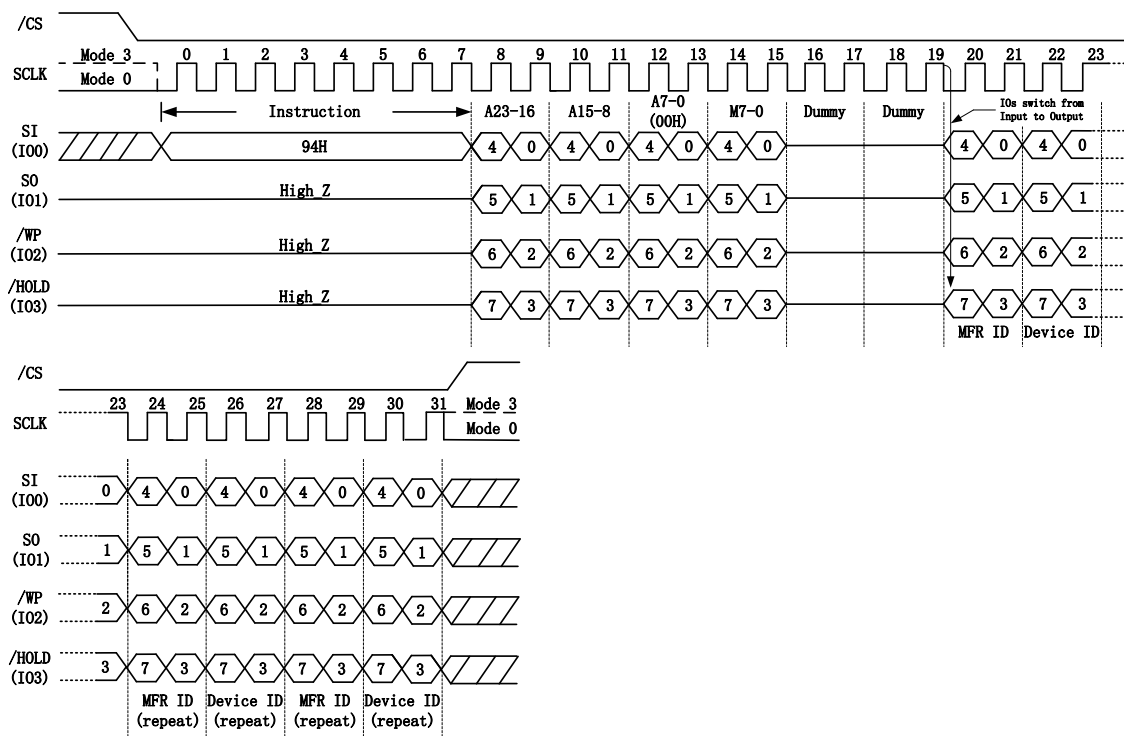 /CS
Mode 3 0 1 2 3 4 5 6 7 8 9 10 11 12 13 14 15 16 17 18 19 20 21 22 23
SCLK
Mode 0
Instruction A23-16 A15-8 A7-0 M7-0 Dummy Dummy IOs switch from
(00H) Input to Output
SI
(IO0) 94H 4 0 4 0 4 0 4 0 4 0 4 0
SO
(IO1) High_Z 5 1 5 1 5 1 5 1 5 1 5 1
/WP
(IO2) High_Z 6 2 6 2 6 2 6 2 6 2 6 2
/HOLD
(IO3) High_Z 7 3 7 3 7 3 7 3 7 3 7 3
MFR ID Device ID
/CS
23 24 25 26 27 28 29 30 31 Mode 3
SCLK
Mode 0
SI
(IO0) 0 4 0 4 0 4 0 4 0
SO
(IO1) 1 5 1 5 1 5 1 5 1
/WP
(IO2) 2 6 2 6 2 6 2 6 2
/HOLD
(IO3) 3 7 3 7 3 7 3 7 3
MFR ID Device ID MFR ID Device ID
(repeat) (repeat) (repeat) (repeat)